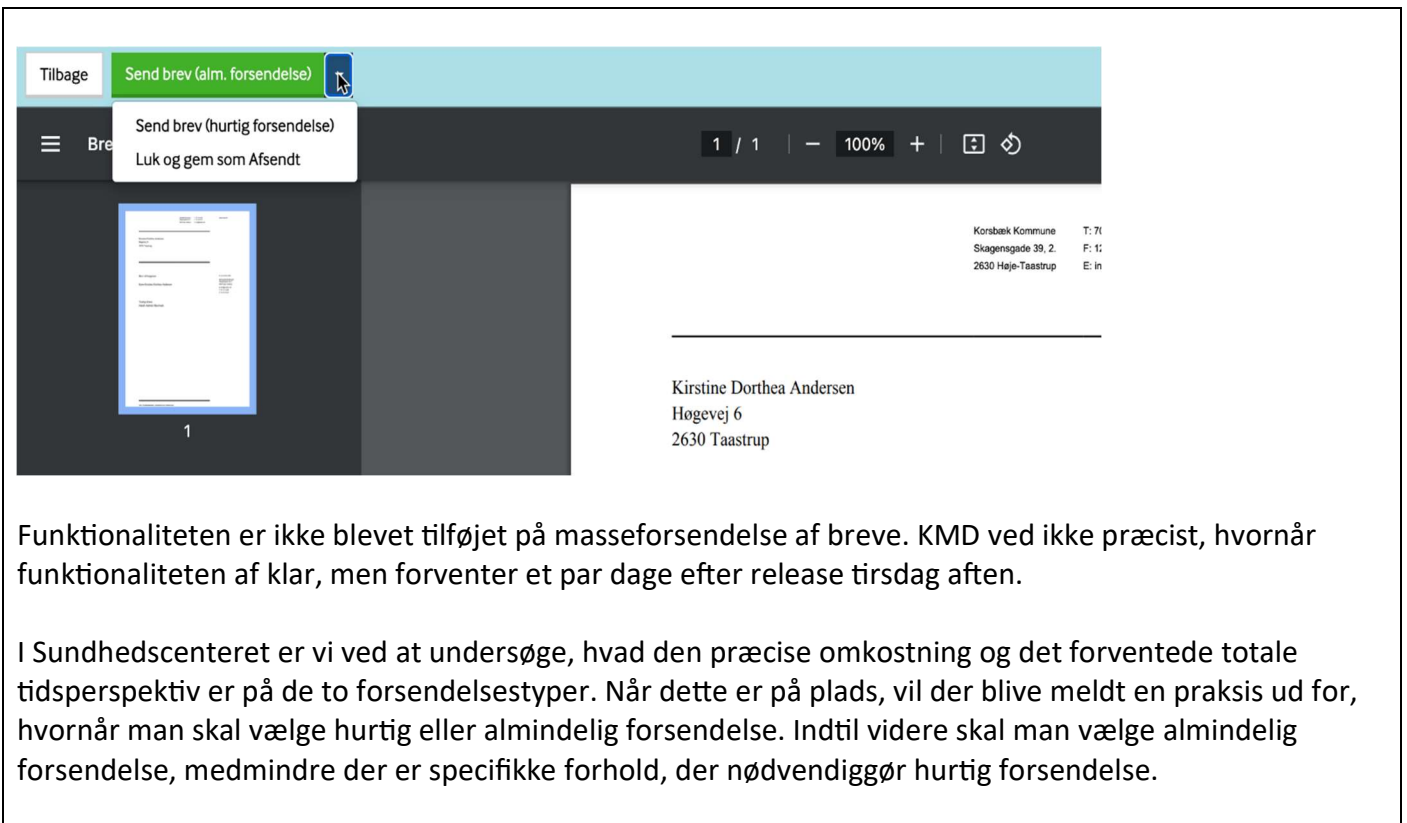 Tilbage
Send brev (alm. forsendelse)
Send brev (hurtig forsendelse)
Luk og gem som Afsendt
Bre
1 / 1 | − 100% + |
Korsbæk Kommune T: 70
Skagensgade 39, 2. F: 12
2630 Høje-Taastrup E: in
Kirstine Dorthea Andersen
Høgevej 6
2630 Taastrup
1
Funktionaliteten er ikke blevet tilføjet på masseforsendelse af breve. KMD ved ikke præcist, hvornår
funktionaliteten af klar, men forventer et par dage efter release tirsdag aften.
I Sundhedscenteret er vi ved at undersøge, hvad den præcise omkostning og det forventede totale
tidsperspektiv er på de to forsendelsestyper. Når dette er på plads, vil der blive meldt en praksis ud for,
hvornår man skal vælge hurtig eller almindelig forsendelse. Indtil videre skal man vælge almindelig
forsendelse, medmindre der er specifikke forhold, der nødvendiggør hurtig forsendelse.